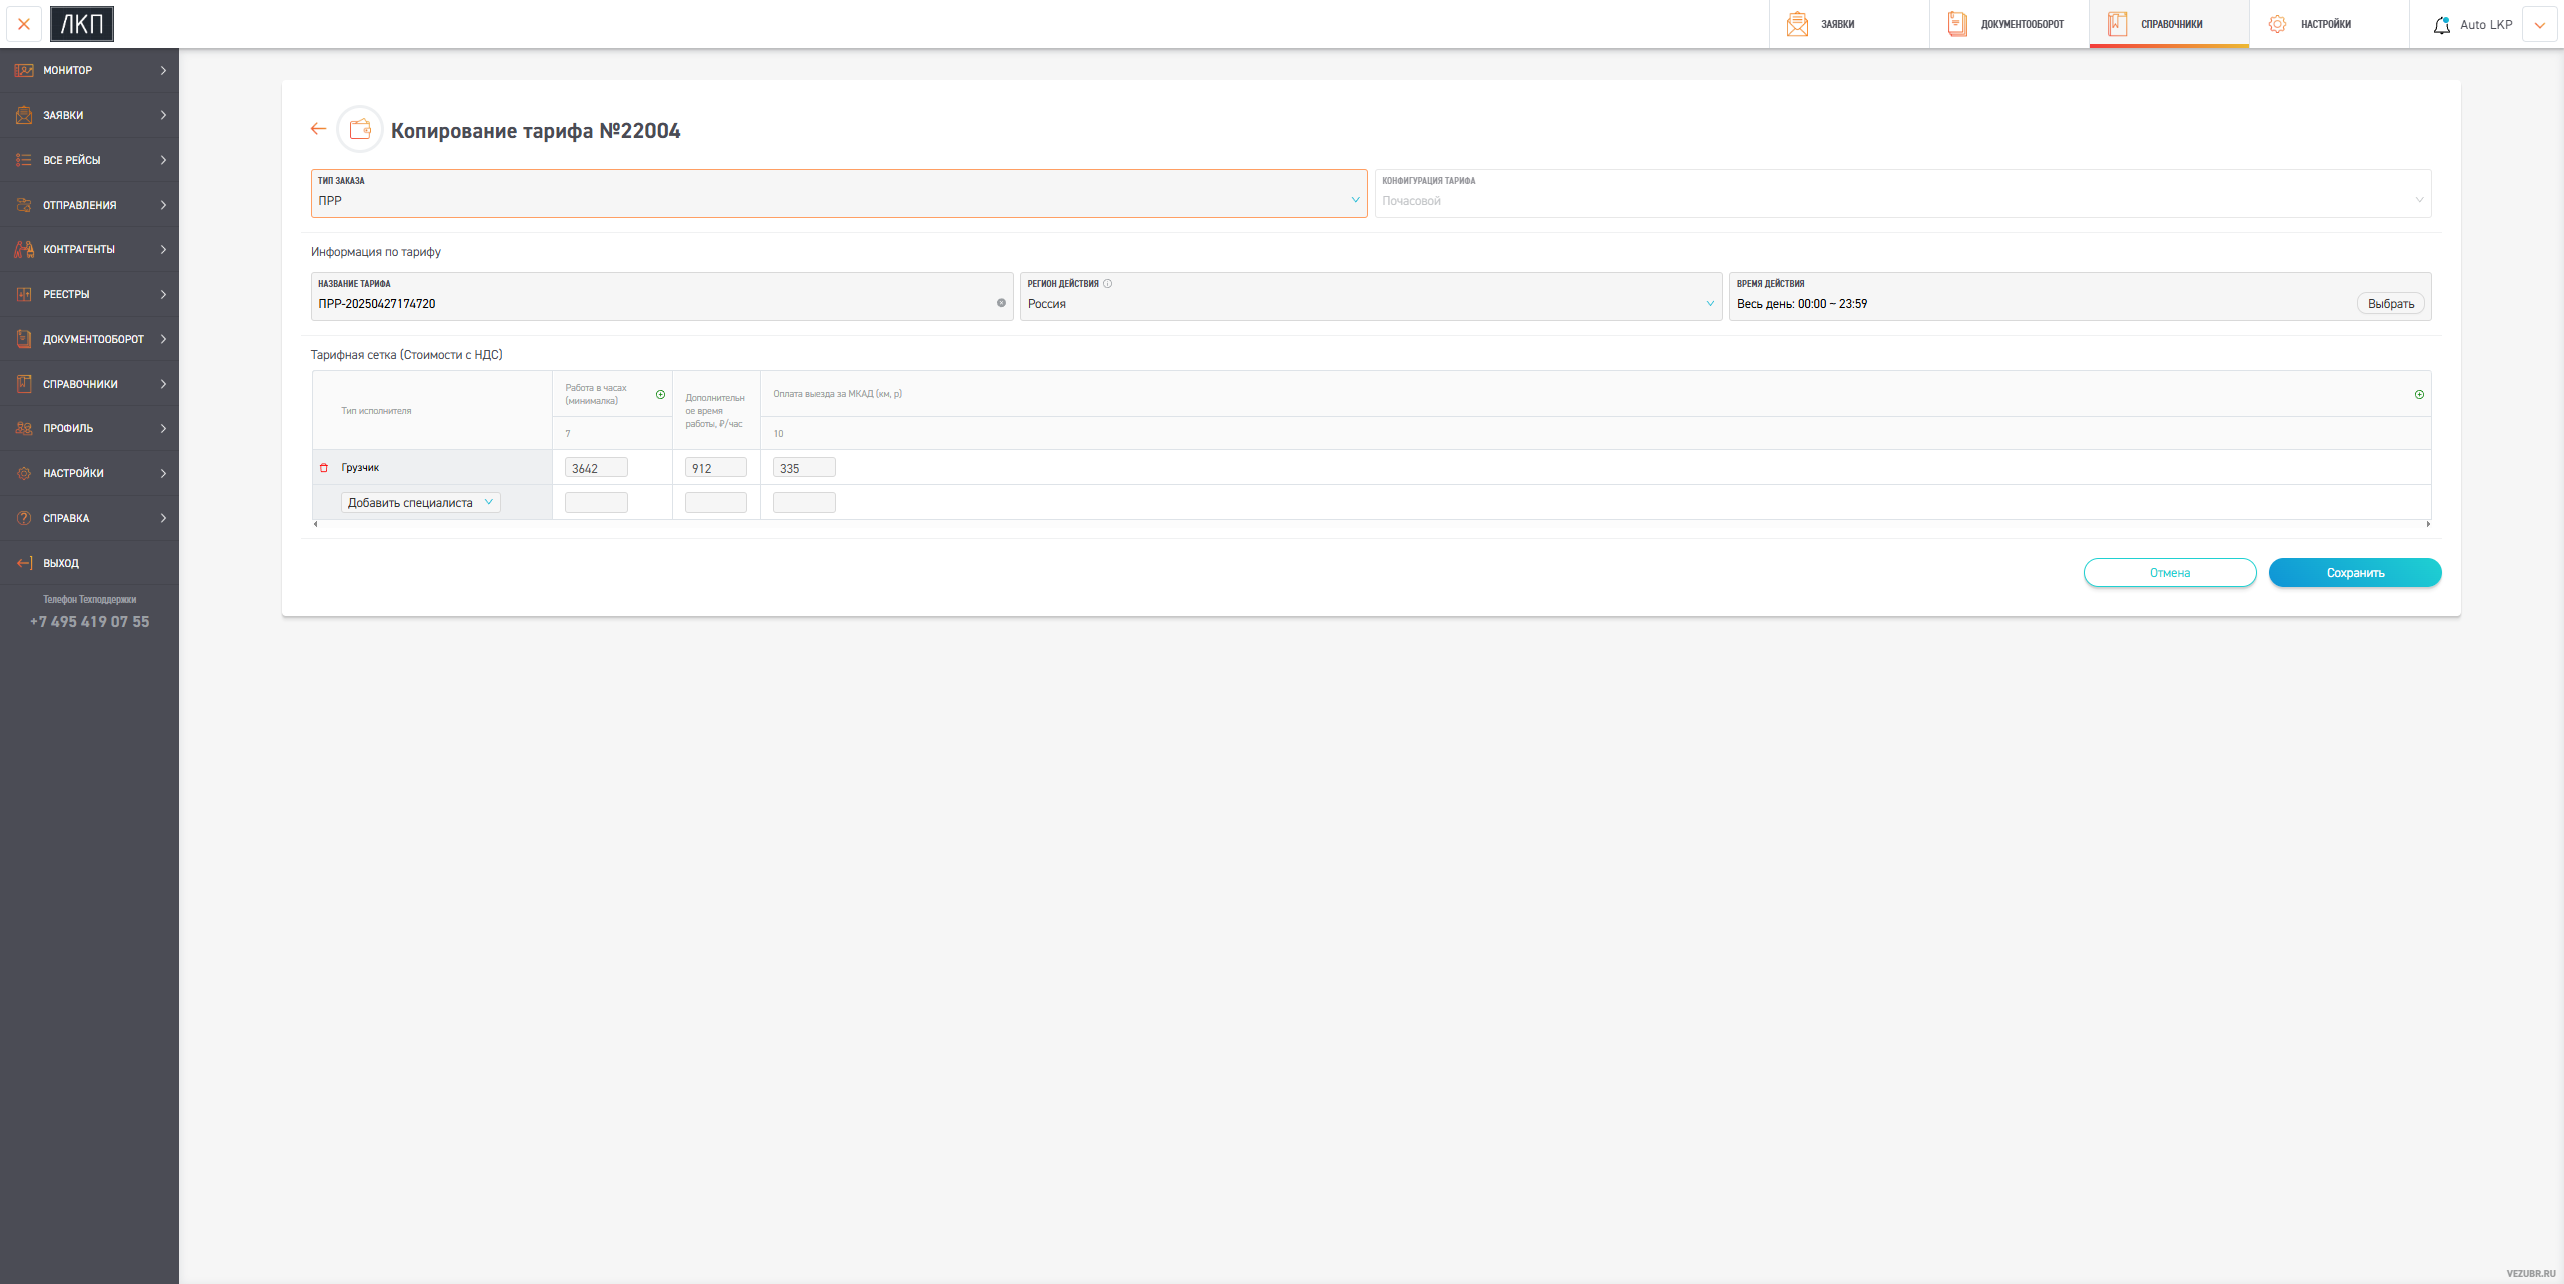 ЛКП
ЗАЯВКИ
ДОКУМЕНТООБОРОТ
СПРАВОЧНИКИ
НАСТРОЙКИ
Auto LKP
МОНИТОР
ЗАЯВКИ
ВСЕ РЕЙСЫ
ОТПРАВЛЕНИЯ
КОНТРАГЕНТЫ
РЕЕСТРЫ
ДОКУМЕНТООБОРОТ
СПРАВОЧНИКИ
ПРОФИЛЬ
НАСТРОЙКИ
СПРАВКА
ВЫХОД
Телефон Техподдержки
+7 495 419 07 55
Копирование тарифа №22004
ТИП ЗАКАЗА
ПРР
КОНФИГУРАЦИЯ ТАРИФА
Почасовой
Информация по тарифу
НАЗВАНИЕ ТАРИФА
ПРР-20250427174720
РЕГИОН ДЕЙСТВИЯ
Россия
ВРЕМЯ ДЕЙСТВИЯ
Весь день: 00:00 – 23:59
Выбрать
Тарифная сетка (Стоимости с НДС)
Тип исполнителя
Работа в часах
(минималка)
7
Дополнительн
ое время
работы, ₽/час
Оплата выезда за МКАД (км, р)
10
Грузчик
3642
912
335
Добавить специалиста
Отмена
Сохранить
VEZUBR.RU